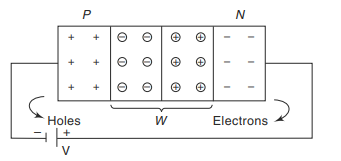 P N
+ + ⊖ ⊖ ⊕ ⊕ − −
+ + ⊖ ⊖ ⊕ ⊕ − −
+ + ⊖ ⊖ ⊕ ⊕ − −
Holes W Electrons
− +
V